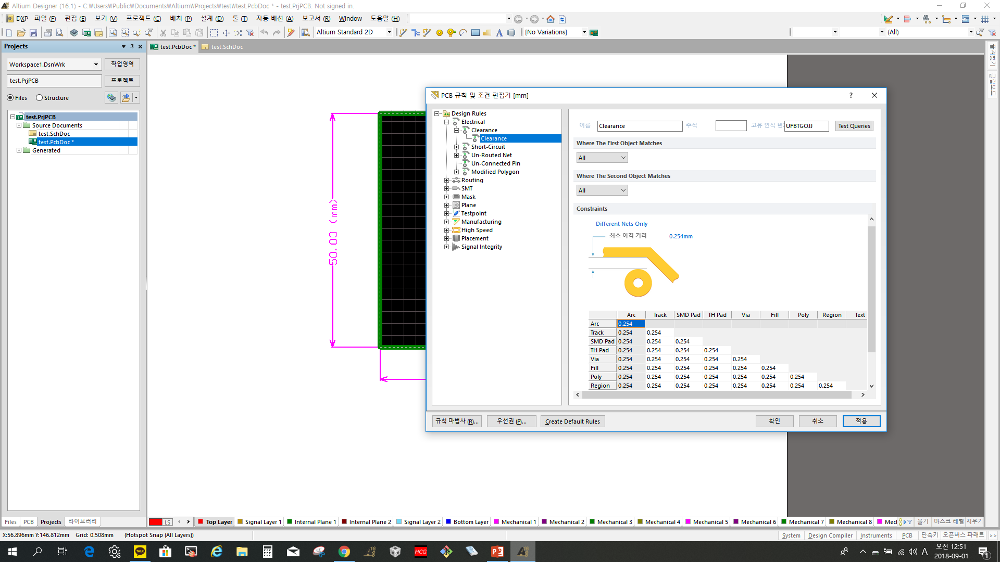 Altium Designer (16.1) - C:₩Users₩Public₩Documents₩Altium₩Projects₩test₩test.PcbDoc * - test.PrjPCB. Not signed in.
DXP 파일 (F) 편집 (E) 보기 (V) 프로젝트 (C) 배치 (P) 설계 (D) 툴 (T) 자동 배선 (A) 보고서 (R) Window 도움말 (H)
Altium Standard 2D [No Variations] (All)
Projects
test.PcbDoc * test.SchDoc
Workspace1.DsnWrk 작업영역
test.PrjPCB 프로젝트
Files Structure
test.PrjPCB
Source Documents
test.SchDoc
test.PcbDoc *
Generated
50.00 (mm)
PCB 규칙 및 조건 편집기 [mm] ?
Design Rules
Electrical
Clearance
Clearance
Short-Circuit
Un-Routed Net
Un-Connected Pin
Modified Polygon
Routing
SMT
Mask
Plane
Testpoint
Manufacturing
High Speed
Placement
Signal Integrity
이름 Clearance 주석 고유 인식 번 UFBTGOJJ Test Queries
Where The First Object Matches
All
Where The Second Object Matches
All
Constraints
Different Nets Only
최소 이격 거리 0.254mm
Arc Track SMD Pad TH Pad Via Fill Poly Region Text
Arc 0.254
Track 0.254 0.254
SMD Pad 0.254 0.254 0.254
TH Pad 0.254 0.254 0.254 0.254
Via 0.254 0.254 0.254 0.254 0.254
Fill 0.254 0.254 0.254 0.254 0.254 0.254
Poly 0.254 0.254 0.254 0.254 0.254 0.254 0.254
Region 0.254 0.254 0.254 0.254 0.254 0.254 0.254 0.254
규칙 마법사 (R)... 우선권 (P)... Create Default Rules 확인 취소 적용
즐겨찾기
클립보드
Files PCB Projects 라이브러리
LS Top Layer Signal Layer 1 Internal Plane 1 Internal Plane 2 Signal Layer 2 Bottom Layer Mechanical 1 Mechanical 2 Mechanical 3 Mechanical 4 Mechanical 5 Mechanical 6 Mechanical 7 Mechanical 8 Mecl 물기 마스크 레벨 지우기
X:56.896mm Y:146.812mm Grid: 0.508mm (Hotspot Snap (All Layers))
System Design Compiler Instruments PCB 단축키 오픈버스 파래트 >>
TALK HCG 16 A 오전 12:51
2018-09-01 1